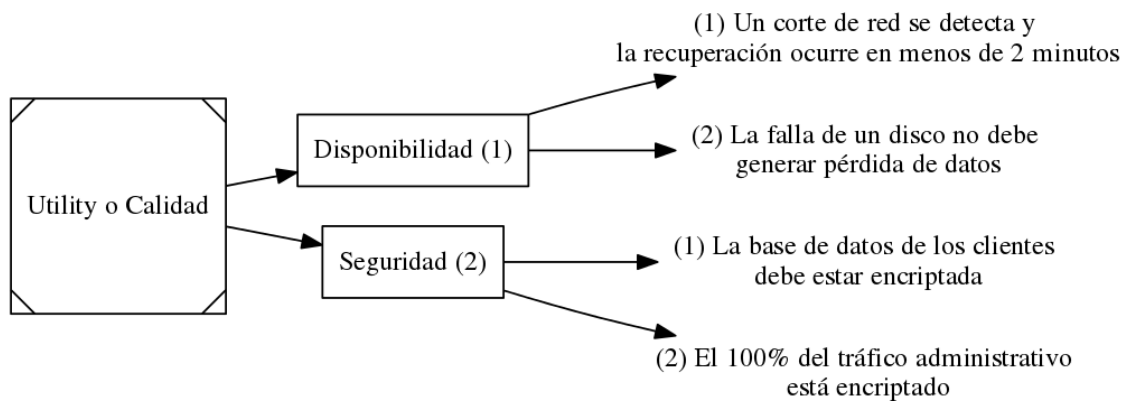 (1) Un corte de red se detecta y
la recuperación ocurre en menos de 2 minutos
Disponibilidad (1)
(2) La falla de un disco no debe
generar pérdida de datos
Utility o Calidad
Seguridad (2)
(1) La base de datos de los clientes
debe estar encriptada
(2) El 100% del tráfico administrativo
está encriptado